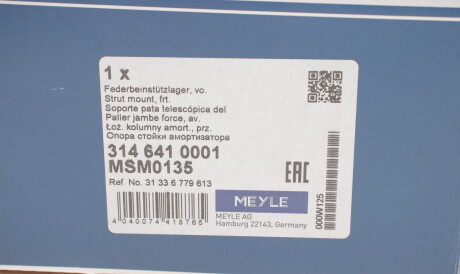 1 x
Federbeinstützlager, vo.
Strut mount, frt.
Soporte pata telescópica del
Palier jambe force, av.
Łoż. kolumny amort., prz.
Опора стойки амортизатора
314 641 0001
MSM0135
Ref. No. 31 33 6 779 613
EAC
MEYLE
MEYLE AG
Hamburg 22143, Germany
4 040074 418765
000W125